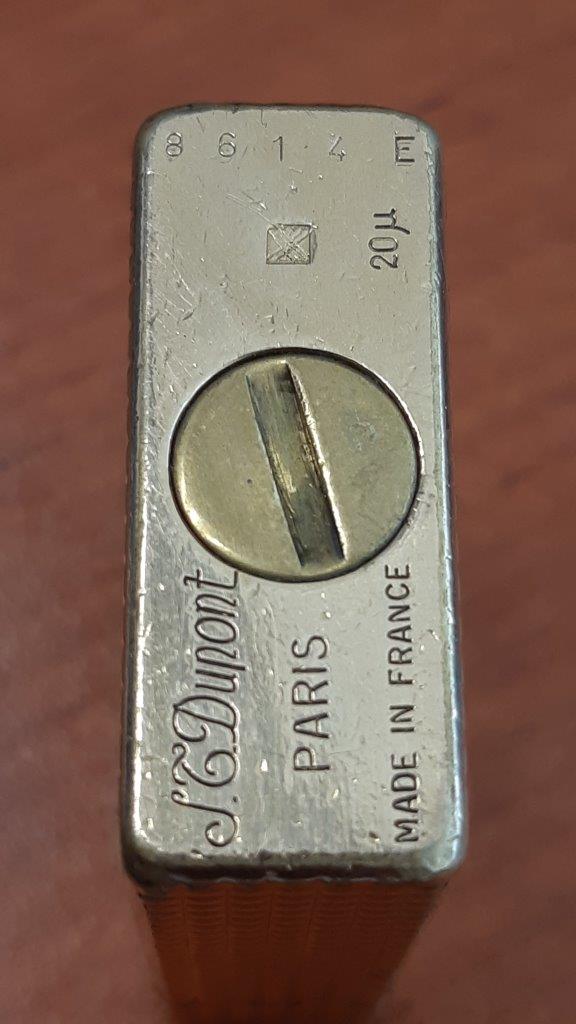 8 6 1 4 E
20µ
S.T.Dupont
PARIS
MADE IN FRANCE